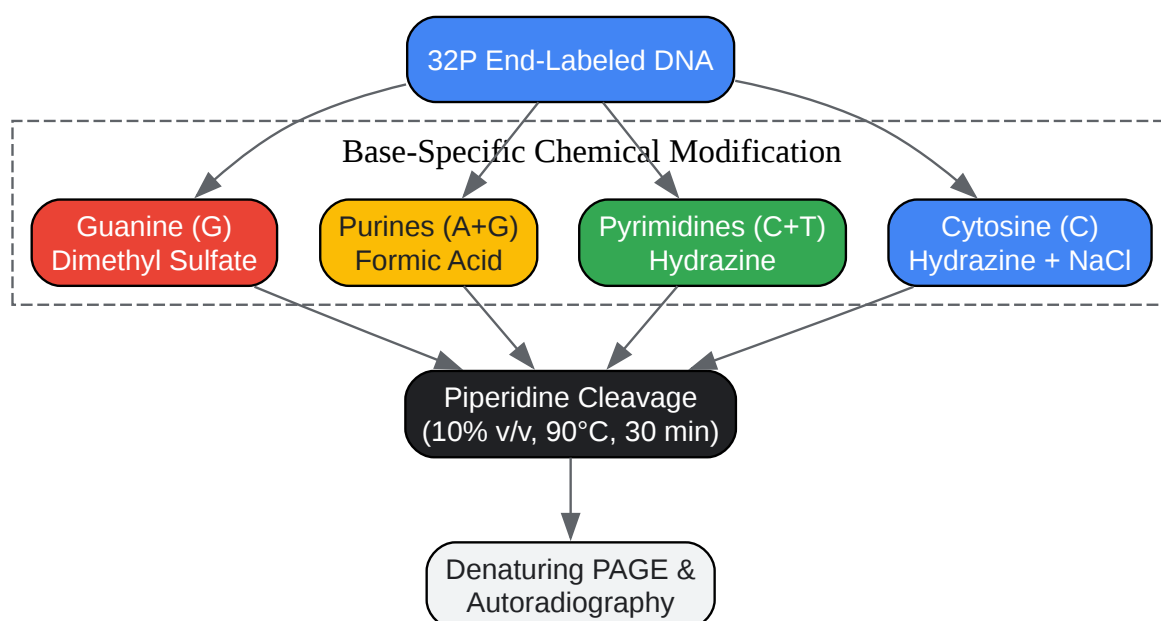 32P End-Labeled DNA
Base-Specific Chemical Modification
Guanine (G)
Dimethyl Sulfate
Purines (A+G)
Formic Acid
Pyrimidines (C+T)
Hydrazine
Cytosine (C)
Hydrazine + NaCl
Piperidine Cleavage
(10% v/v, 90°C, 30 min)
Denaturing PAGE &
Autoradiography